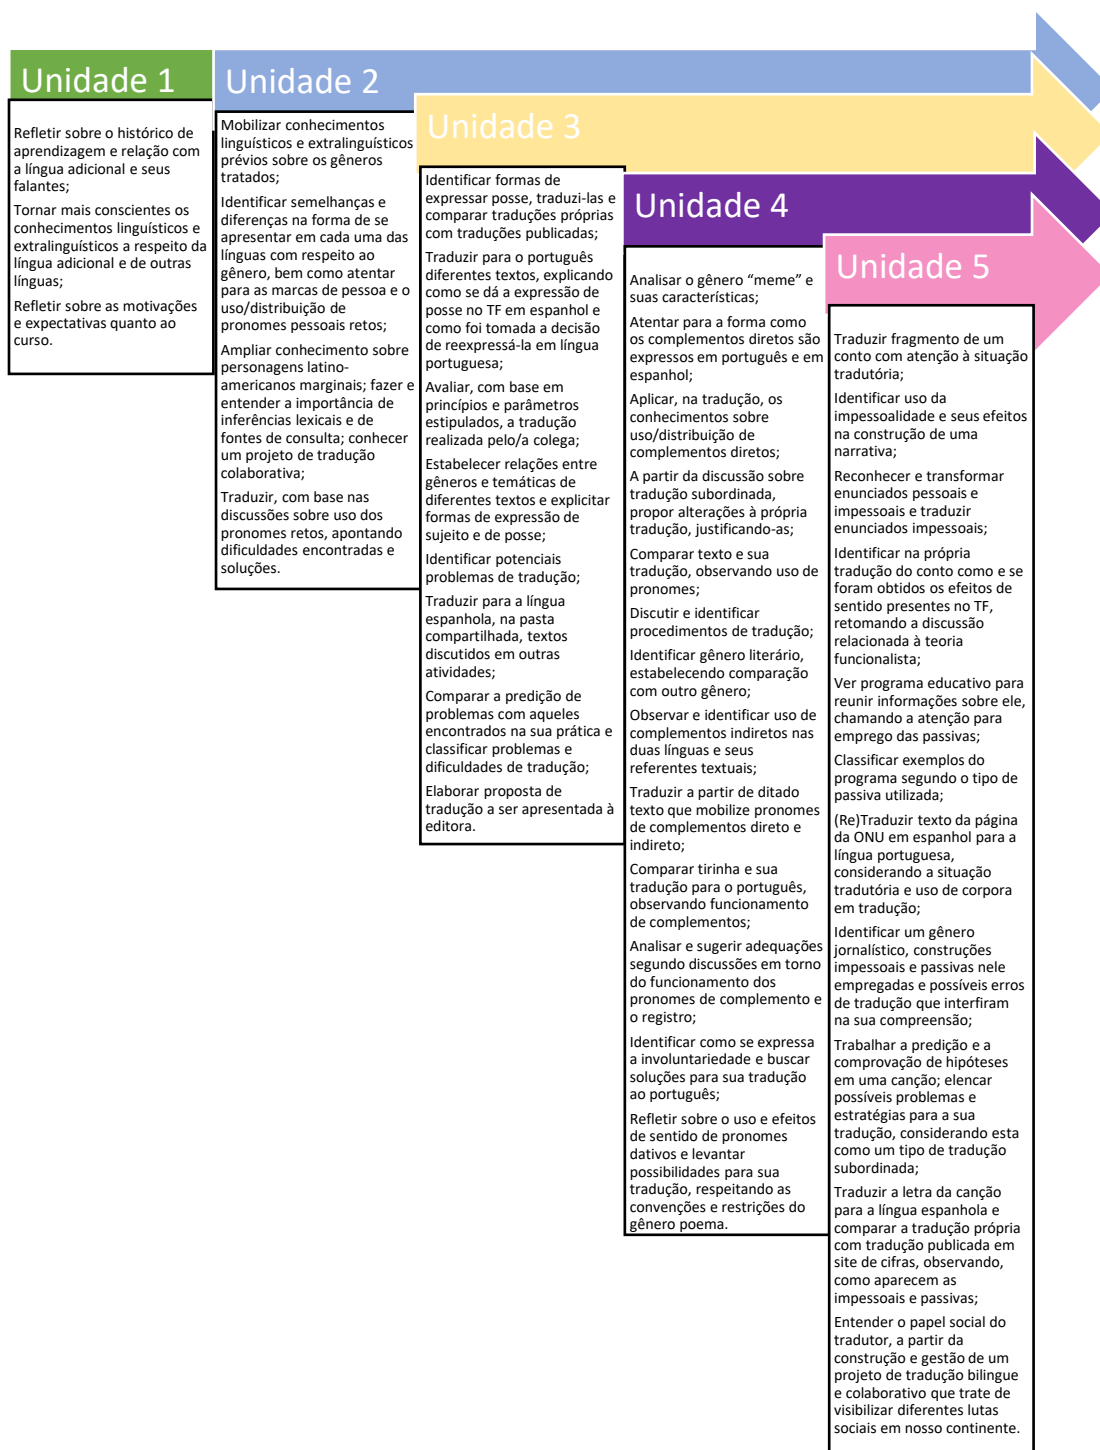 Unidade 1
Refletir sobre o histórico de
aprendizagem e relação com
a língua adicional e seus
falantes;
Tornar mais conscientes os
conhecimentos linguísticos e
extralinguísticos a respeito da
língua adicional e de outras
línguas;
Refletir sobre as motivações
e expectativas quanto ao
curso.
Unidade 2
Mobilizar conhecimentos
linguísticos e extralinguísticos
prévios sobre os gêneros
tratados;
Identificar semelhanças e
diferenças na forma de se
apresentar em cada uma das
línguas com respeito ao
gênero, bem como atentar
para as marcas de pessoa e o
uso/distribuição de
pronomes pessoais retos;
Ampliar conhecimento sobre
personagens latino-
americanos marginais; fazer e
entender a importância de
inferências lexicais e de
fontes de consulta; conhecer
um projeto de tradução
colaborativa;
Traduzir, com base nas
discussões sobre uso dos
pronomes retos, apontando
dificuldades encontradas e
soluções.
Unidade 3
Identificar formas de
expressar posse, traduzi-las e
comparar traduções próprias
com traduções publicadas;
Traduzir para o português
diferentes textos, explicando
como se dá a expressão de
posse no TF em espanhol e
como foi tomada a decisão
de reexpressá-la em língua
portuguesa;
Avaliar, com base em
princípios e parâmetros
estipulados, a tradução
realizada pelo/a colega;
Estabelecer relações entre
gêneros e temáticas de
diferentes textos e explicitar
formas de expressão de
sujeito e de posse;
Identificar potenciais
problemas de tradução;
Traduzir para a língua
espanhola, na pasta
compartilhada, textos
discutidos em outras
atividades;
Comparar a predição de
problemas com aqueles
encontrados na sua prática e
classificar problemas e
dificuldades de tradução;
Elaborar proposta de
tradução a ser apresentada à
editora.
Unidade 4
Analisar o gênero “meme” e
suas características;
Atentar para a forma como
os complementos diretos são
expressos em português e em
espanhol;
Aplicar, na tradução, os
conhecimentos sobre
uso/distribuição de
complementos diretos;
A partir da discussão sobre
tradução subordinada,
propor alterações à própria
tradução, justificando-as;
Comparar texto e sua
tradução, observando uso de
pronomes;
Discutir e identificar
procedimentos de tradução;
Identificar gênero literário,
estabelecendo comparação
com outro gênero;
Observar e identificar uso de
complementos indiretos nas
duas línguas e seus
referentes textuais;
Traduzir a partir de ditado
texto que mobilize pronomes
de complementos direto e
indireto;
Comparar tirinha e sua
tradução para o português,
observando funcionamento
de complementos;
Analisar e sugerir adequações
segundo discussões em torno
do funcionamento dos
pronomes de complemento e
o registro;
Identificar como se expressa
a involuntariedade e buscar
soluções para sua tradução
ao português;
Refletir sobre o uso e efeitos
de sentido de pronomes
dativos e levantar
possibilidades para sua
tradução, respeitando as
convenções e restrições do
gênero poema.
Unidade 5
Traduzir fragmento de um
conto com atenção à situação
tradutória;
Identificar uso da
impessoalidade e seus efeitos
na construção de uma
narrativa;
Reconhecer e transformar
enunciados pessoais e
impessoais e traduzir
enunciados impessoais;
Identificar na própria
tradução do conto como e se
foram obtidos os efeitos de
sentido presentes no TF,
retomando a discussão
relacionada à teoria
funcionalista;
Ver programa educativo para
reunir informações sobre ele,
chamando a atenção para
emprego das passivas;
Classificar exemplos do
programa segundo o tipo de
passiva utilizada;
(Re)Traduzir texto da página
da ONU em espanhol para a
língua portuguesa,
considerando a situação
tradutória e uso de corpora
em tradução;
Identificar um gênero
jornalístico, construções
impessoais e passivas nele
empregadas e possíveis erros
de tradução que interfiram
na sua compreensão;
Trabalhar a predição e a
comprovação de hipóteses
em uma canção; elencar
possíveis problemas e
estratégias para a sua
tradução, considerando esta
como um tipo de tradução
subordinada;
Traduzir a letra da canção
para a língua espanhola e
comparar a tradução própria
com tradução publicada em
site de cifras, observando,
como aparecem as
impessoais e passivas;
Entender o papel social do
tradutor, a partir da
construção e gestão de um
projeto de tradução bilingue
e colaborativo que trate de
visibilizar diferentes lutas
sociais em nosso continente.